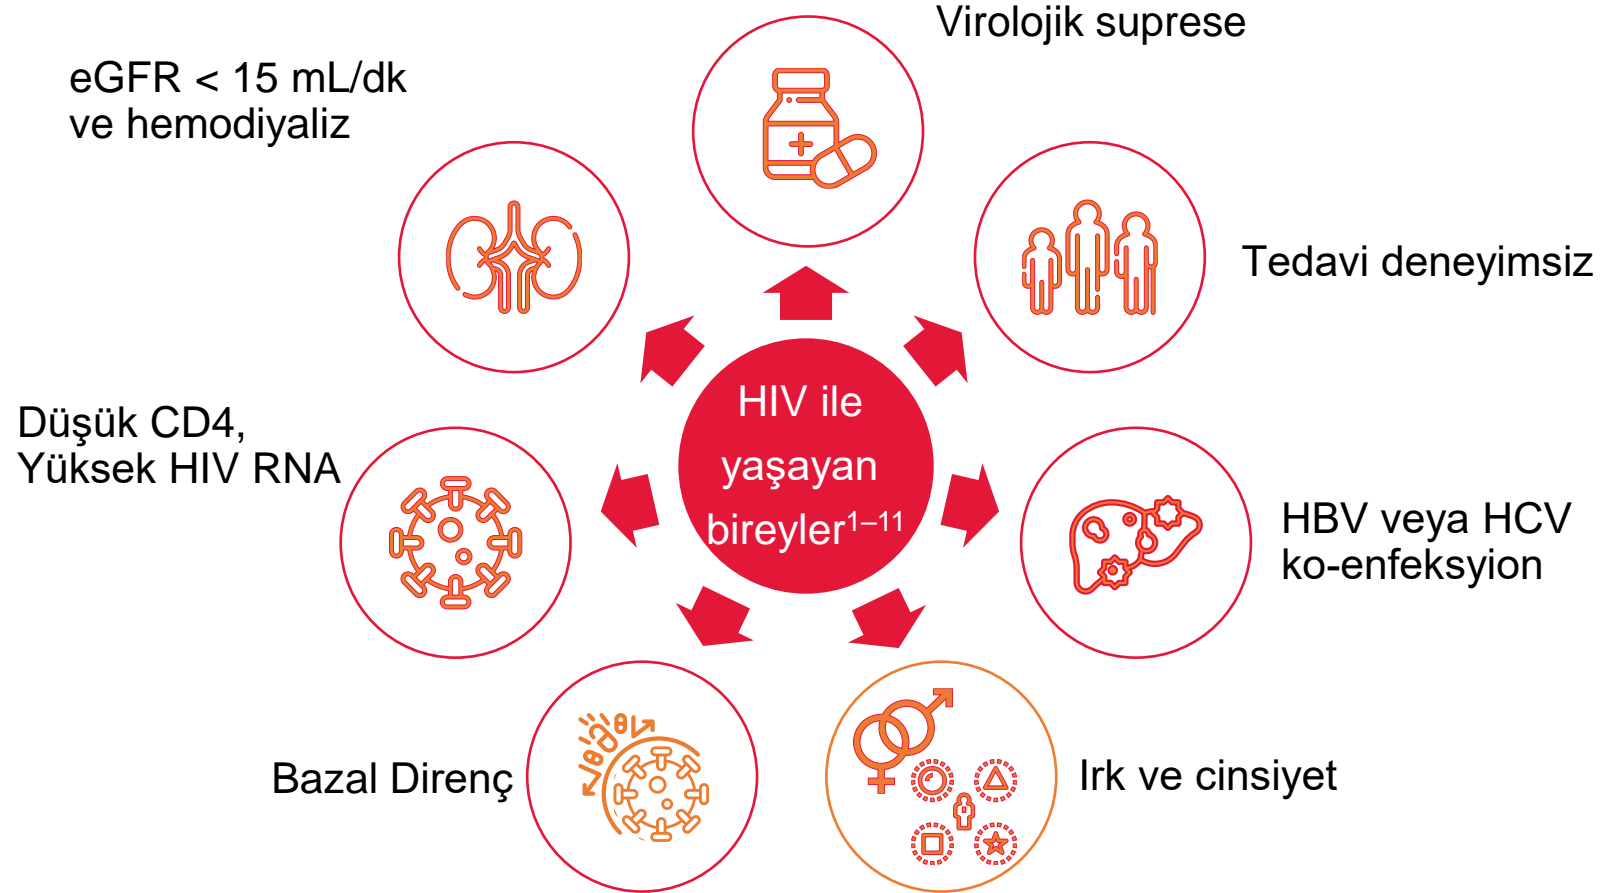 Virolojik suprese
eGFR < 15 mL/dk
ve hemodiyaliz
Tedavi deneyimsiz
Düşük CD4,
Yüksek HIV RNA
HIV ile
yaşayan
bireyler¹⁻¹¹
HBV veya HCV
ko-enfeksyion
Bazal Direnç
Irk ve cinsiyet